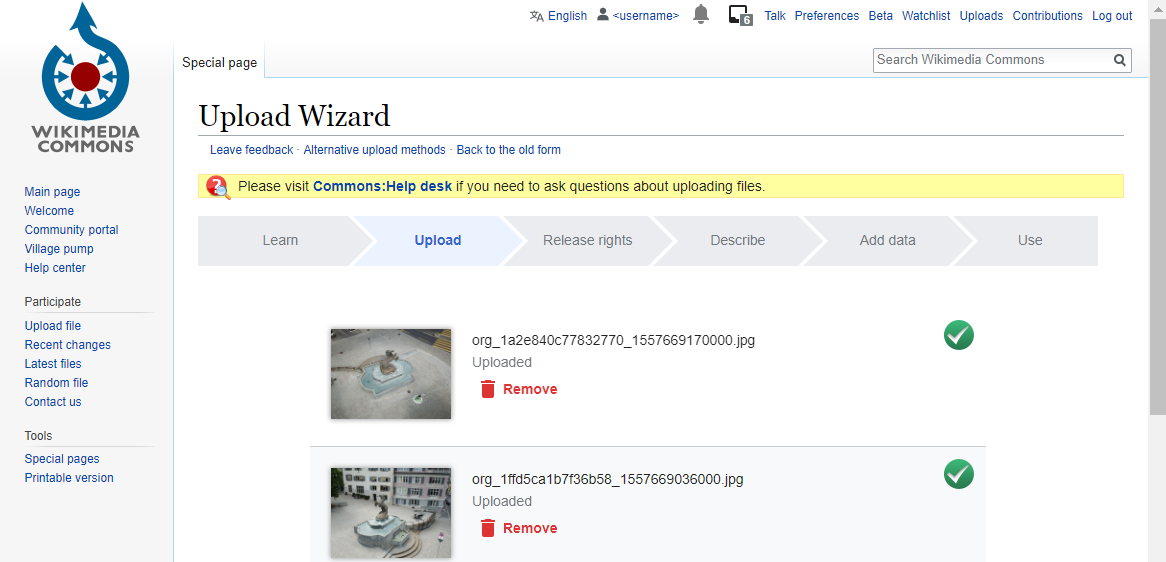 English <username> 6 Talk Preferences Beta Watchlist Uploads Contributions Log out
WIKIMEDIA
COMMONS
Special page
Search Wikimedia Commons
Upload Wizard
Leave feedback · Alternative upload methods · Back to the old form
Please visit Commons:Help desk if you need to ask questions about uploading files.
Main page
Welcome
Community portal
Village pump
Help center
Participate
Upload file
Recent changes
Latest files
Random file
Contact us
Tools
Special pages
Printable version
Learn Upload Release rights Describe Add data Use
org_1a2e840c77832770_1557669170000.jpg
Uploaded
Remove
org_1ffd5ca1b7f36b58_1557669036000.jpg
Uploaded
Remove